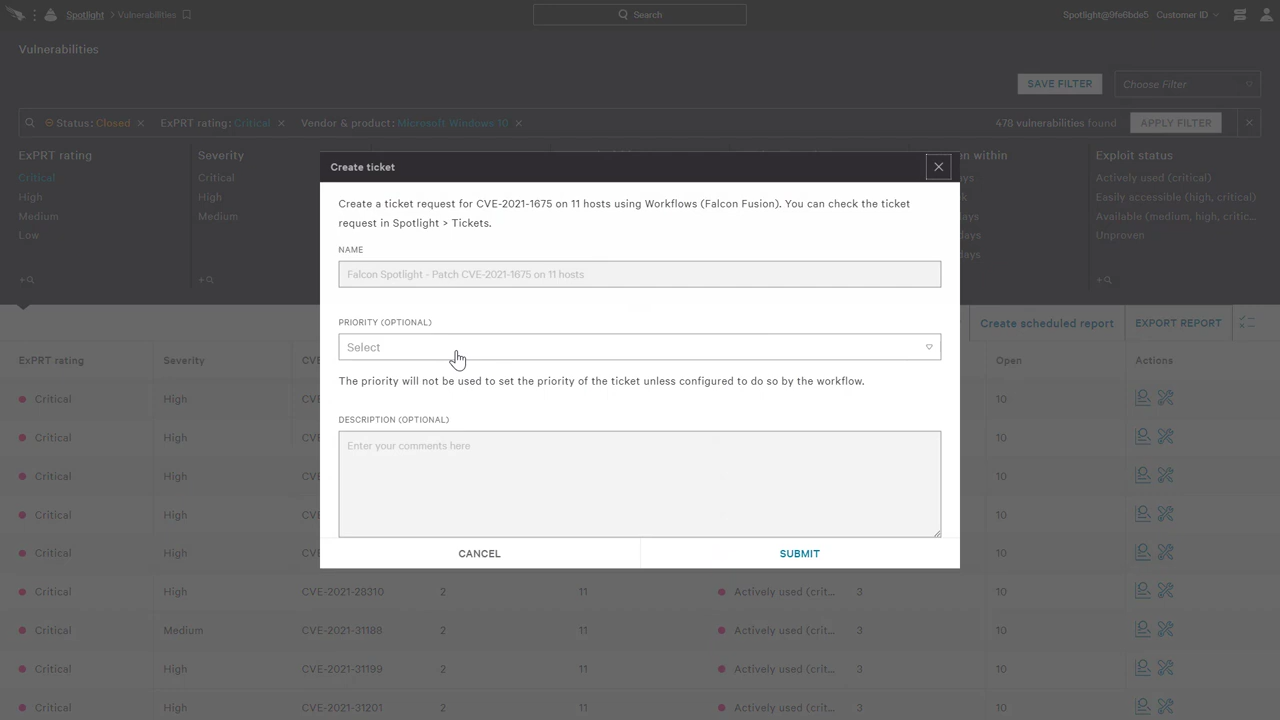 Spotlight > Vulnerabilities
Search
Spotlight@9fe6bde5 Customer ID
Vulnerabilities
SAVE FILTER
Choose Filter
Status: Closed × ExPRT rating: Critical × Vendor & product: Microsoft Windows 10 ×
478 vulnerabilities found
APPLY FILTER
ExPRT rating
Critical
High
Medium
Low
Severity
Critical
High
Medium
Exploit status
Actively used (critical)
Easily accessible (high, critical)
Available (medium, high, critic...
Unproven
Create ticket
Create a ticket request for CVE-2021-1675 on 11 hosts using Workflows (Falcon Fusion). You can check the ticket
request in Spotlight > Tickets.
NAME
Falcon Spotlight - Patch CVE-2021-1675 on 11 hosts
PRIORITY (OPTIONAL)
Select
The priority will not be used to set the priority of the ticket unless configured to do so by the workflow.
DESCRIPTION (OPTIONAL)
Enter your comments here
CANCEL
SUBMIT
Create scheduled report
EXPORT REPORT
ExPRT rating Severity Open Actions
Critical High 10
Critical High 10
Critical High 10
Critical High 10
Critical High 10
Critical High CVE-2021-28310 2 11 Actively used (crit... 3 10
Critical Medium CVE-2021-31188 2 11 Actively used (crit... 3 10
Critical High CVE-2021-31199 2 11 Actively used (crit... 3 10
Critical High CVE-2021-31201 2 11 Actively used (crit... 3 10